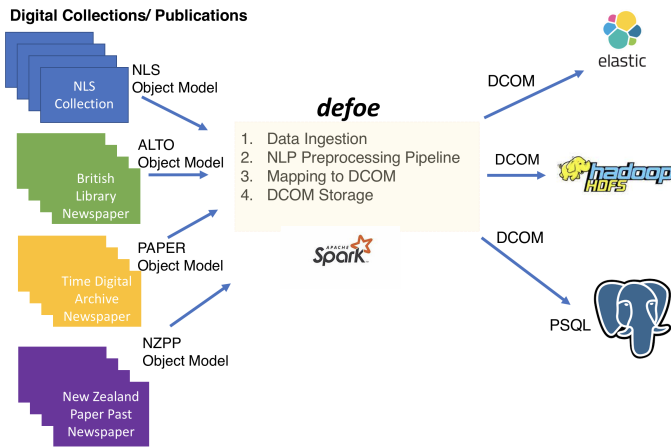 Digital Collections/ Publications
NLS
Collection
NLS
Object Model
British
Library
Newspaper
ALTO
Object Model
Time Digital
Archive
Newspaper
PAPER
Object Model
New Zealand
Paper Past
Newspaper
NZPP
Object Model
defoe
1. Data Ingestion
2. NLP Preprocessing Pipeline
3. Mapping to DCOM
4. DCOM Storage
APACHE
Spark
DCOM
elastic
DCOM
hadoop
HDFS
DCOM
PSQL